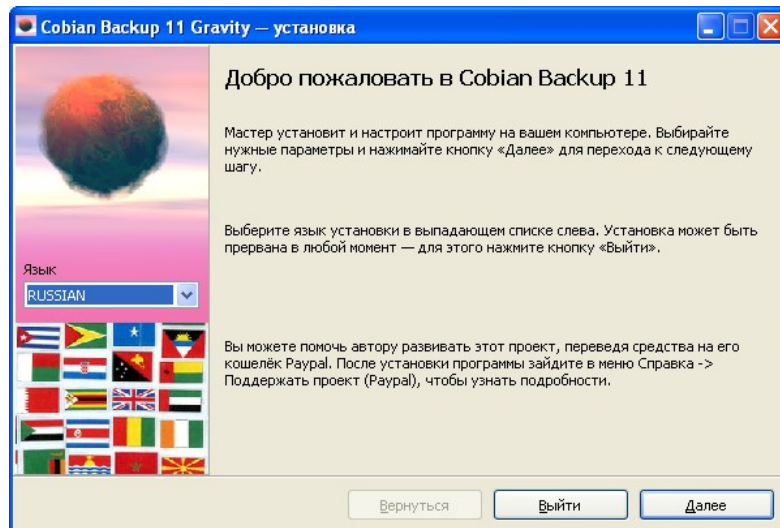 Cobian Backup 11 Gravity — установка
Добро пожаловать в Cobian Backup 11
Мастер установит и настроит программу на вашем компьютере. Выбирайте
нужные параметры и нажимайте кнопку «Далее» для перехода к следующему
шагу.
Выберите язык установки в выпадающем списке слева. Установка может быть
прервана в любой момент — для этого нажмите кнопку «Выйти».
Язык
RUSSIAN
Вы можете помочь автору развивать этот проект, переведя средства на его
кошелёк Paypal. После установки программы зайдите в меню Справка ->
Поддержать проект (Paypal), чтобы узнать подробности.
Вернуться
Выйти
Далее